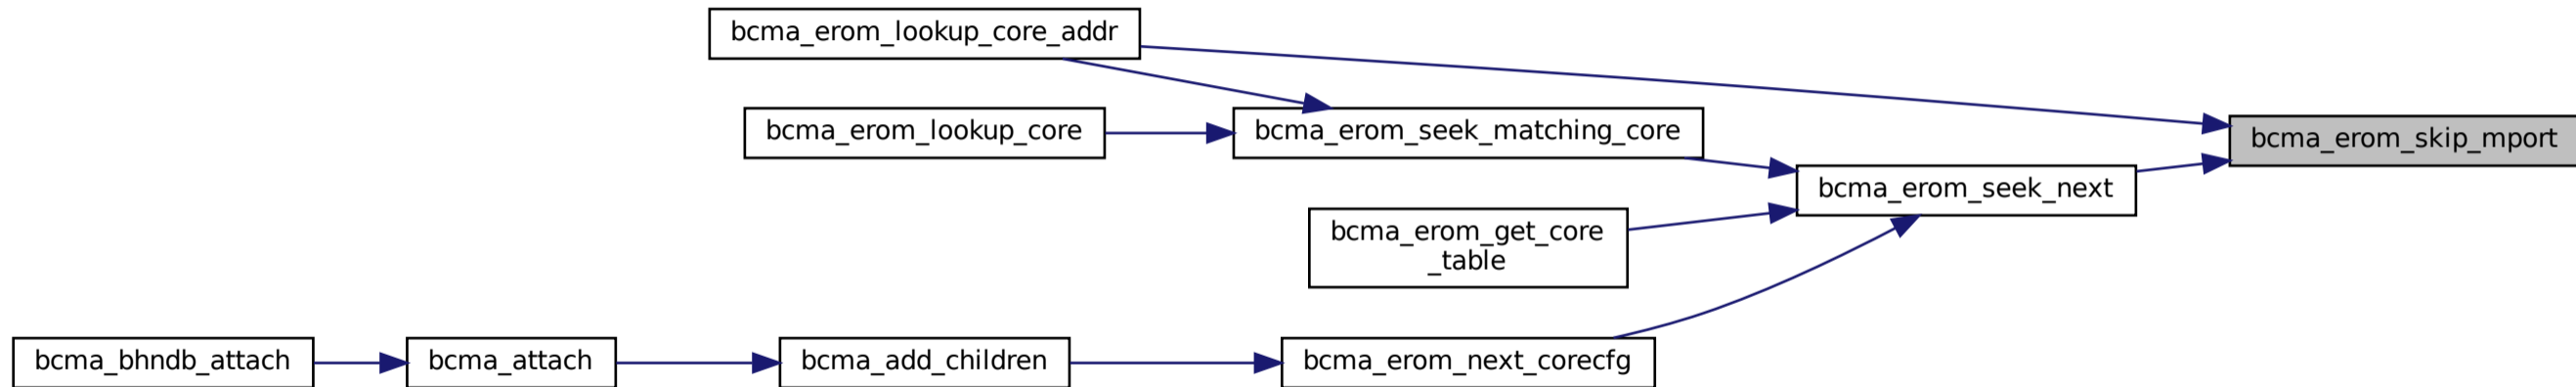 bcma_erom_lookup_core_addr
bcma_erom_lookup_core
bcma_erom_seek_matching_core
bcma_erom_skip_mport
bcma_erom_seek_next
bcma_erom_get_core
_table
bcma_bhndb_attach
bcma_attach
bcma_add_children
bcma_erom_next_corecfg